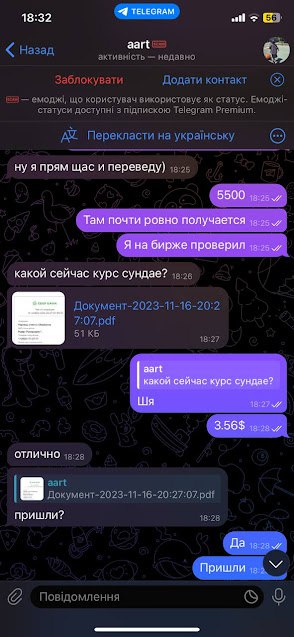 18:32
TELEGRAM
56
Назад
aart
активність — недавно
Заблокувати
Додати контакт
— емоджі, що користувач використовує як статус. Емоджі-
статуси доступні з підпискою Telegram Premium.
Перекласти на українську
ну я прям щас и переведу)
18:25
5500
18:25
Там почти ровно получается
18:25
Я на бирже проверил
18:25
какой сейчас курс сундае?
18:26
Документ-2023-11-16-20:2
7:07.pdf
51 КБ
18:27
aart
какой сейчас курс сундае?
Шя
18:27
3.56$
18:28
отлично
18:28
aart
Документ-2023-11-16-20:27:07.pdf
пришли?
18:28
Да
18:28
Пришли
Повідомлення